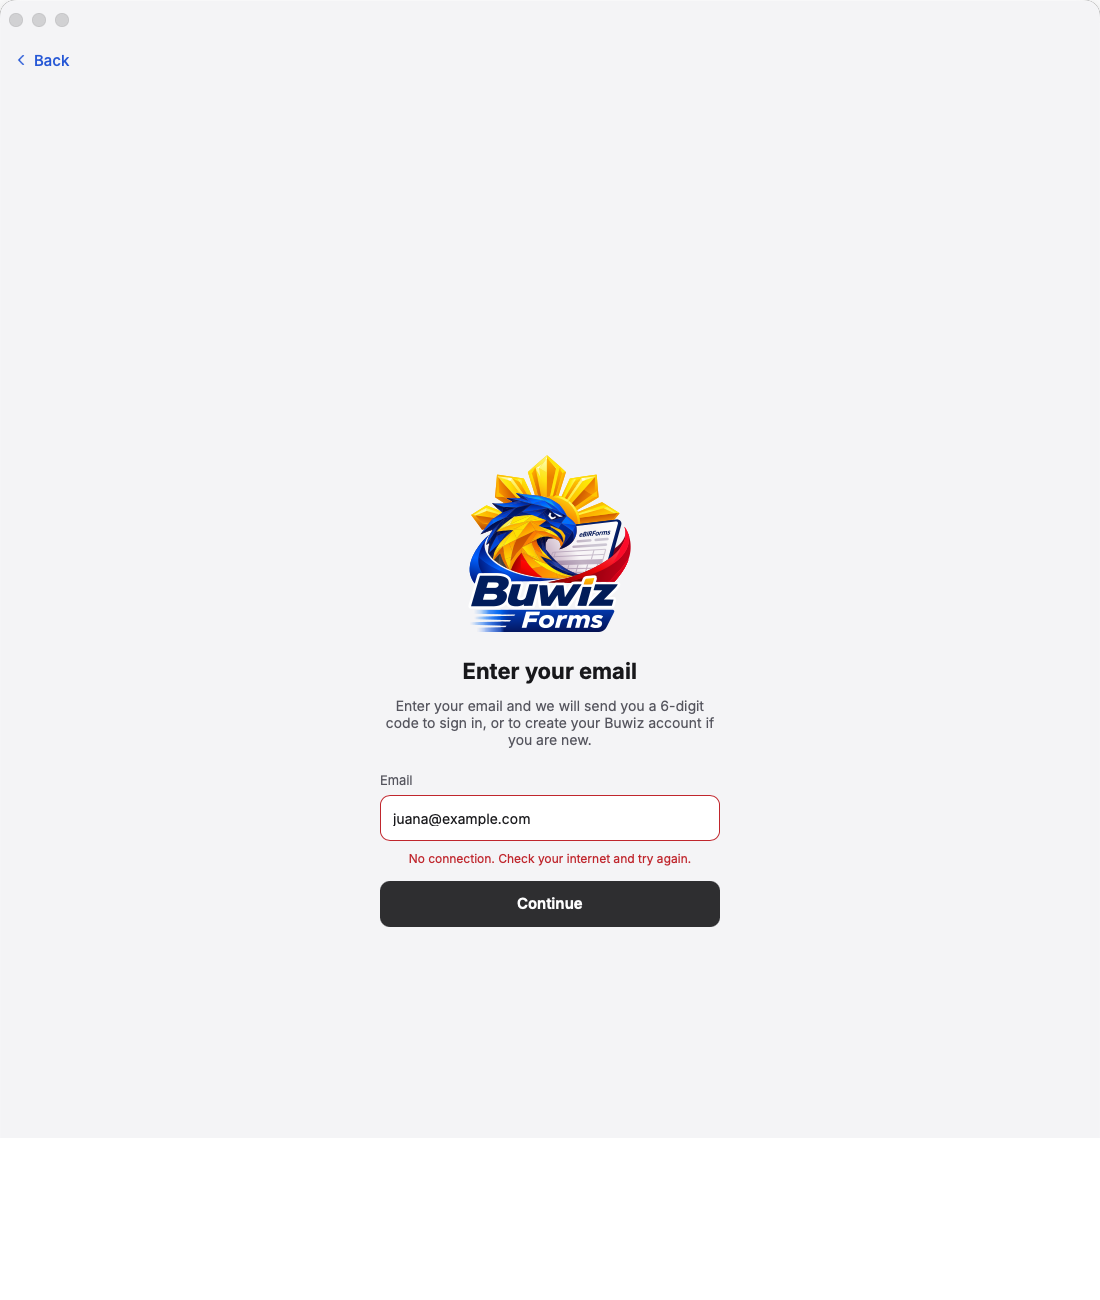 Back
eBIRForms
Buwiz
Forms
Enter your email
Enter your email and we will send you a 6-digit
code to sign in, or to create your Buwiz account if
you are new.
Email
juana@example.com
No connection. Check your internet and try again.
Continue